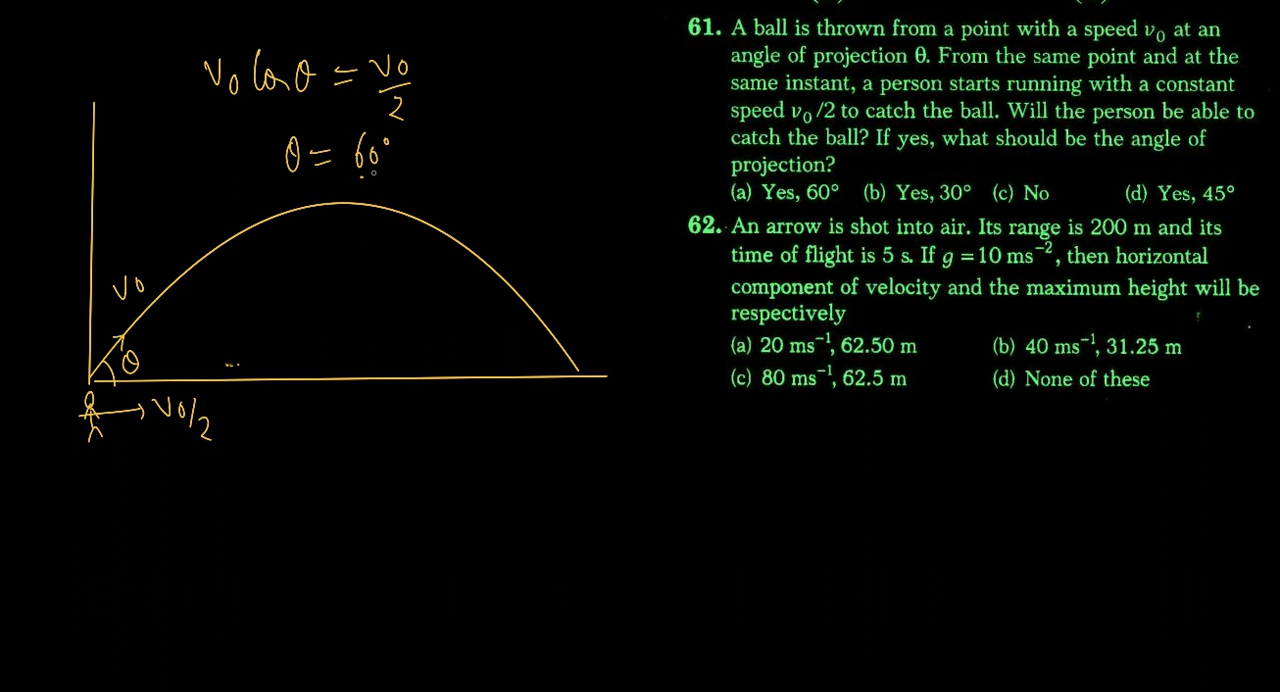 v₀ cos θ = v₀/2
θ = 60°
v₀
θ
v₀/2
61. A ball is thrown from a point with a speed v₀ at an
angle of projection θ. From the same point and at the
same instant, a person starts running with a constant
speed v₀/2 to catch the ball. Will the person be able to
catch the ball? If yes, what should be the angle of
projection?
(a) Yes, 60° (b) Yes, 30° (c) No (d) Yes, 45°
62. An arrow is shot into air. Its range is 200 m and its
time of flight is 5 s. If g = 10 ms⁻², then horizontal
component of velocity and the maximum height will be
respectively
(a) 20 ms⁻¹, 62.50 m (b) 40 ms⁻¹, 31.25 m
(c) 80 ms⁻¹, 62.5 m (d) None of these